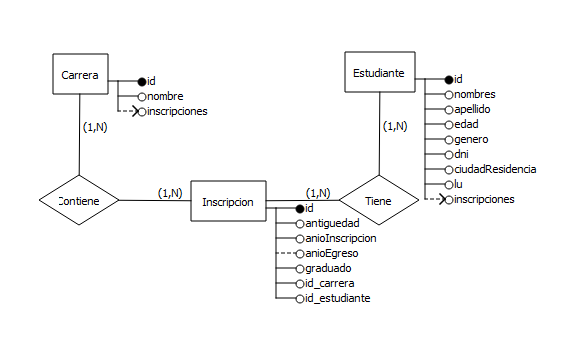 Carrera
id
nombre
inscripciones
(1,N)
Contiene
(1,N)
Inscripcion
id
antiguedad
anioInscripcion
anioEgreso
graduado
id_carrera
id_estudiante
(1,N)
Tiene
(1,N)
Estudiante
id
nombres
apellido
edad
genero
dni
ciudadResidencia
lu
inscripciones